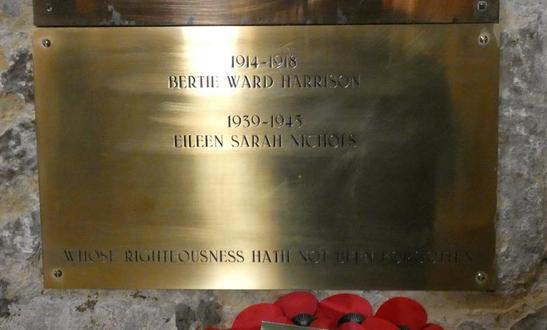 1914-1918
BERTIE WARD HARRISON
1939-1945
EILEEN SARAH NICHOLS
WHOSE RIGHTEOUSNESS HATH NOT BEEN FORGOTTEN